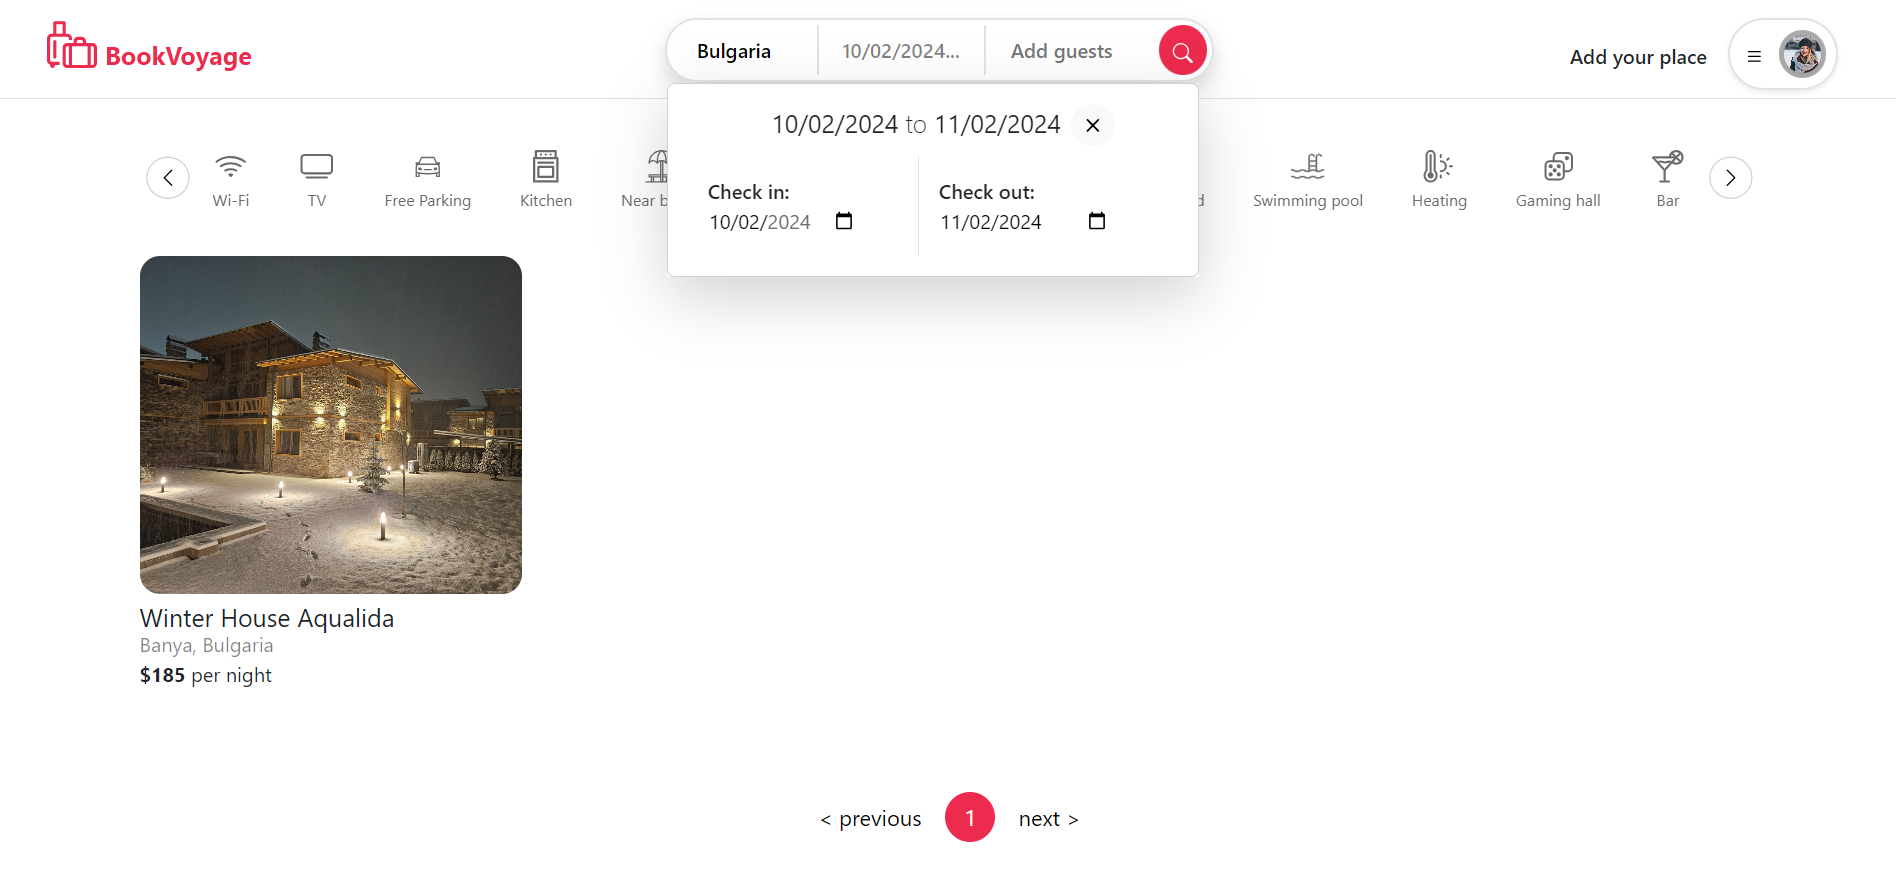 BookVoyage
Bulgaria
10/02/2024...
Add guests
Add your place
10/02/2024 to 11/02/2024
Check in:
10/02/2024
Check out:
11/02/2024
Wi-Fi
TV
Free Parking
Kitchen
Near b
d
Swimming pool
Heating
Gaming hall
Bar
Winter House Aqualida
Banya, Bulgaria
$185 per night
< previous
1
next >